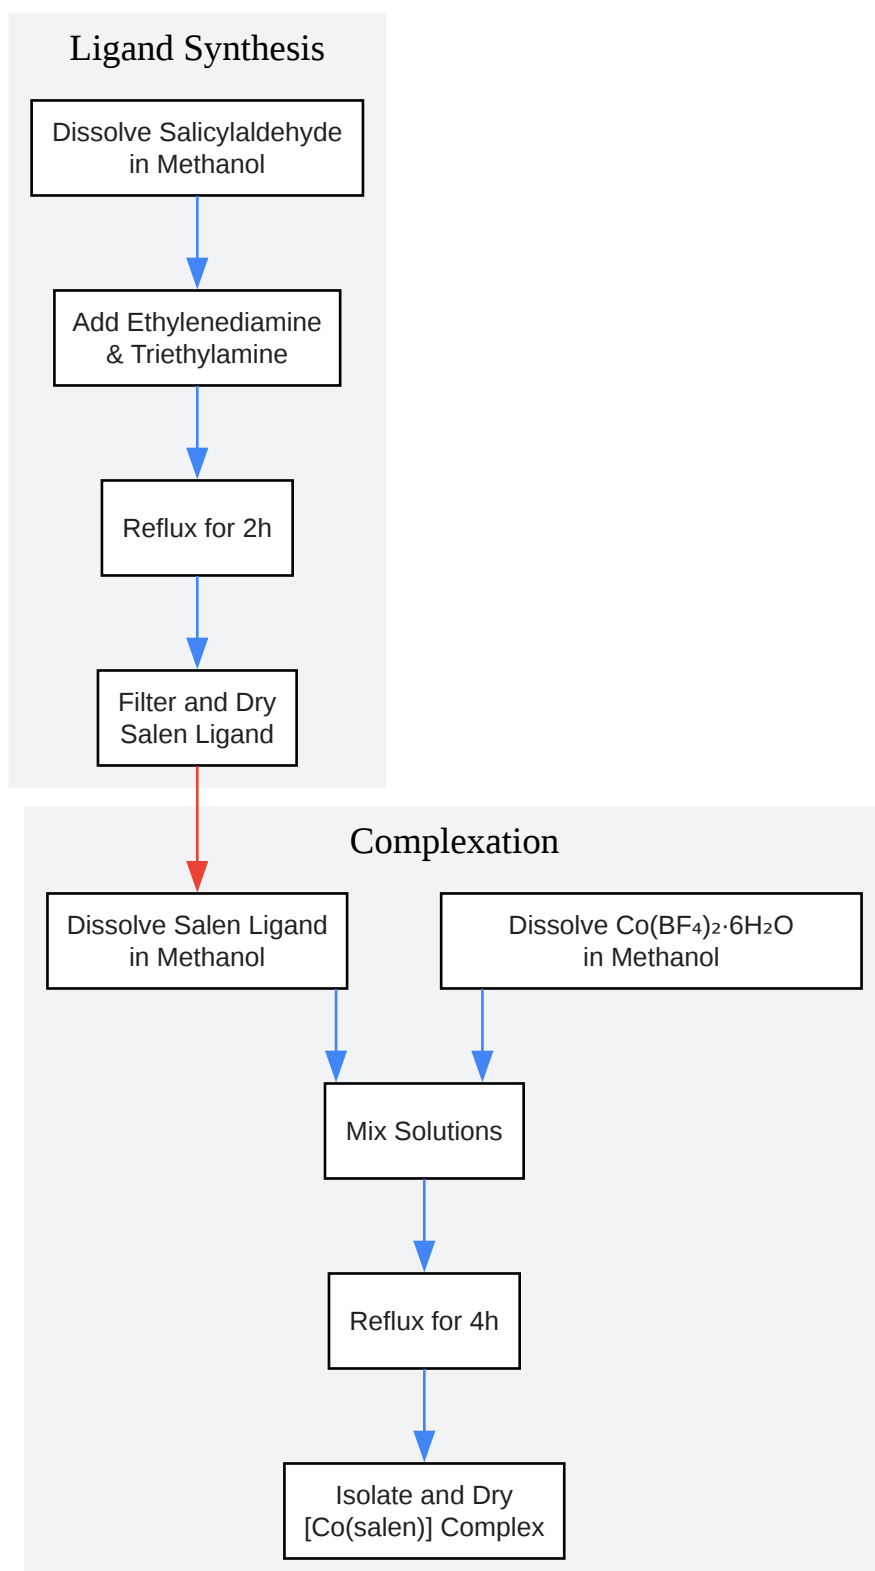 Ligand Synthesis
Dissolve Salicylaldehyde
in Methanol
Add Ethylenediamine
& Triethylamine
Reflux for 2h
Filter and Dry
Salen Ligand
Complexation
Dissolve Salen Ligand
in Methanol
Dissolve Co(BF₄)₂·6H₂O
in Methanol
Mix Solutions
Reflux for 4h
Isolate and Dry
[Co(salen)] Complex